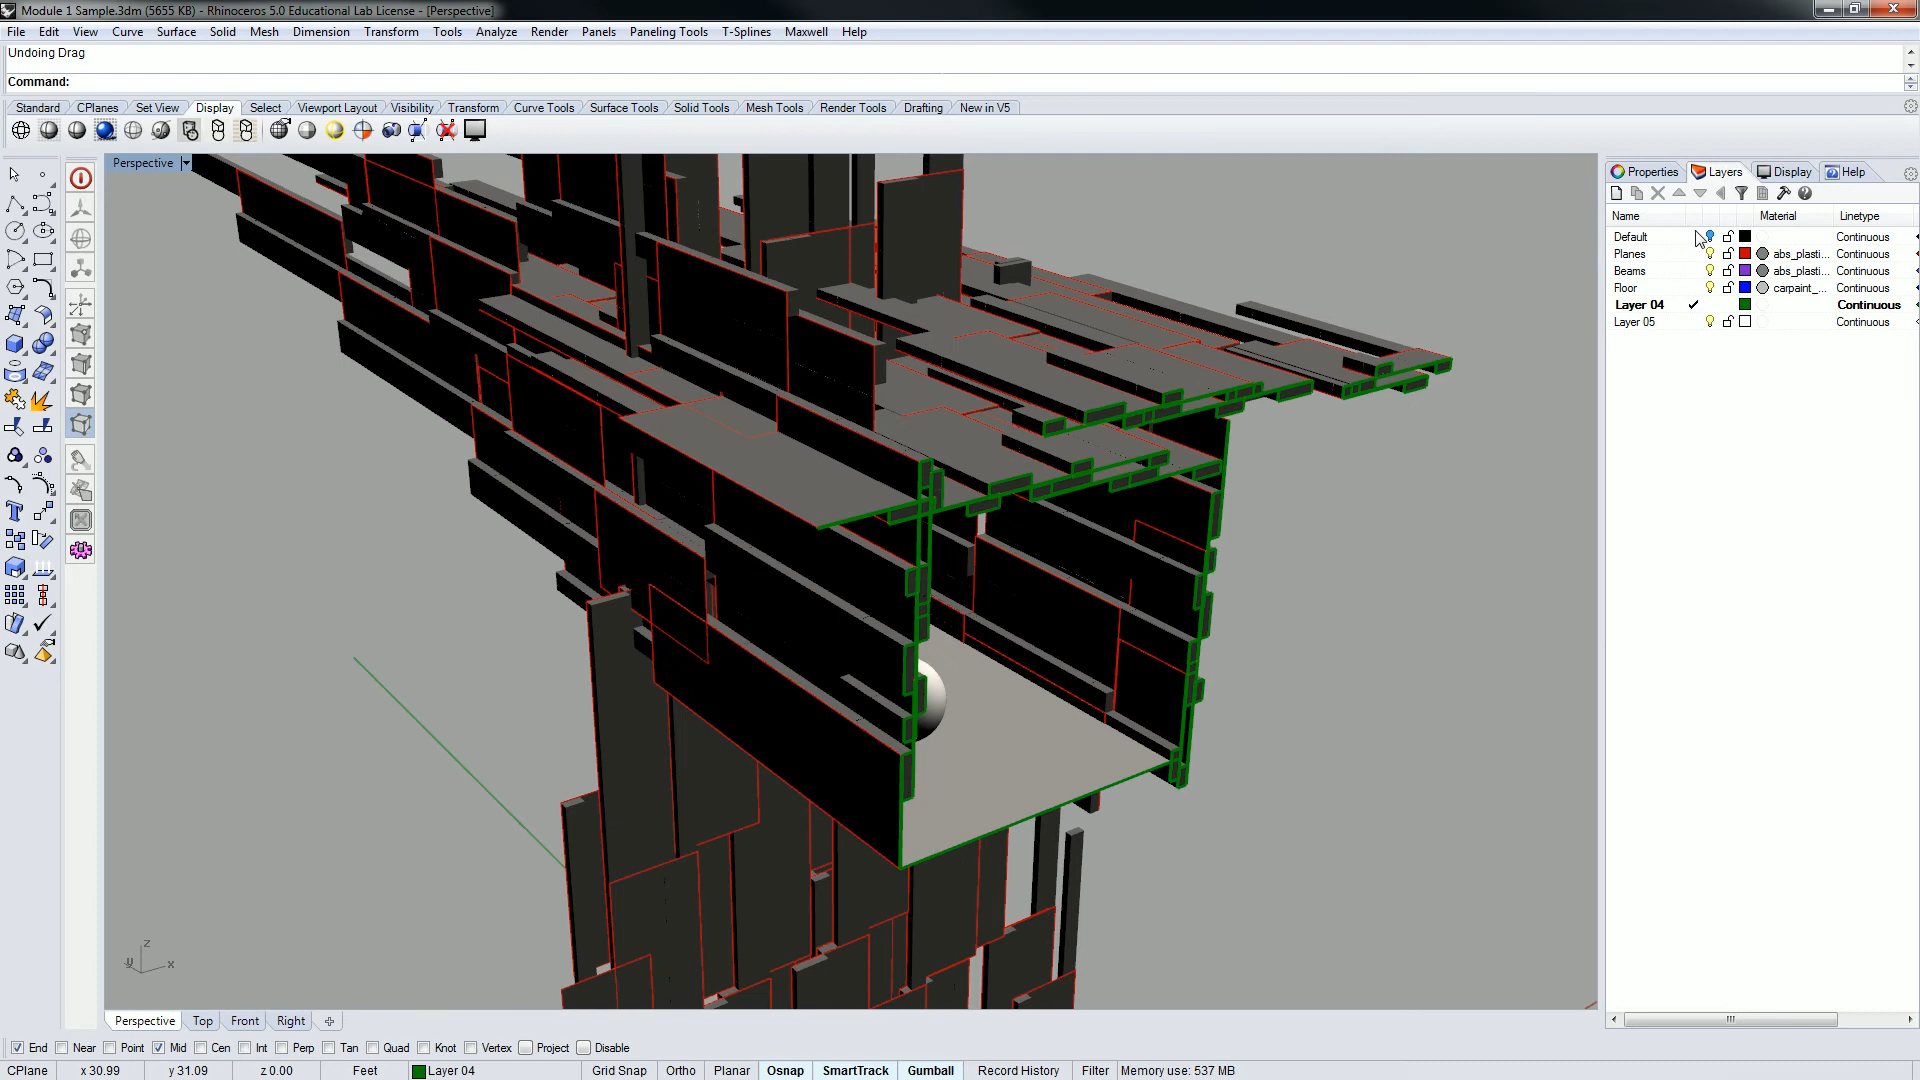 Module 1 Sample.3dm (5655 KB) - Rhinoceros 5.0 Educational Lab License - [Perspective]
File Edit View Curve Surface Solid Mesh Dimension Transform Tools Analyze Render Panels Paneling Tools T-Splines Maxwell Help
Undoing Drag
Command:
Standard CPlanes Set View Display Select Viewport Layout Visibility Transform Curve Tools Surface Tools Solid Tools Mesh Tools Render Tools Drafting New in V5
Perspective
Properties Layers Display Help
Name Material Linetype
Default Continuous
Planes abs_plasti... Continuous
Beams abs_plasti... Continuous
Floor carpaint_... Continuous
Layer 04 Continuous
Layer 05 Continuous
z
y x
Perspective Top Front Right
End Near Point Mid Cen Int Perp Tan Quad Knot Vertex Project Disable
CPlane x 30.99 y 31.09 z 0.00 Feet Layer 04 Grid Snap Ortho Planar Osnap SmartTrack Gumball Record History Filter Memory use: 537 MB